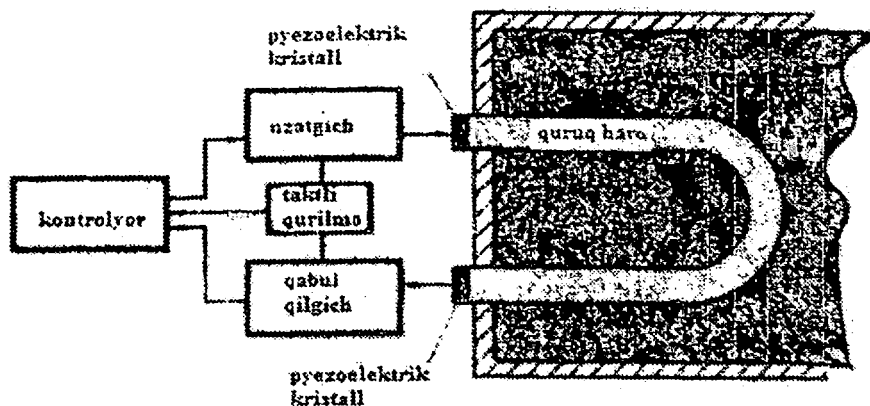 pyezoelektrik
kristall
uzatgich
quruq havo
kontrolyor
taktli
qurilma
qabul
qilgich
pyezoelektrik
kristall